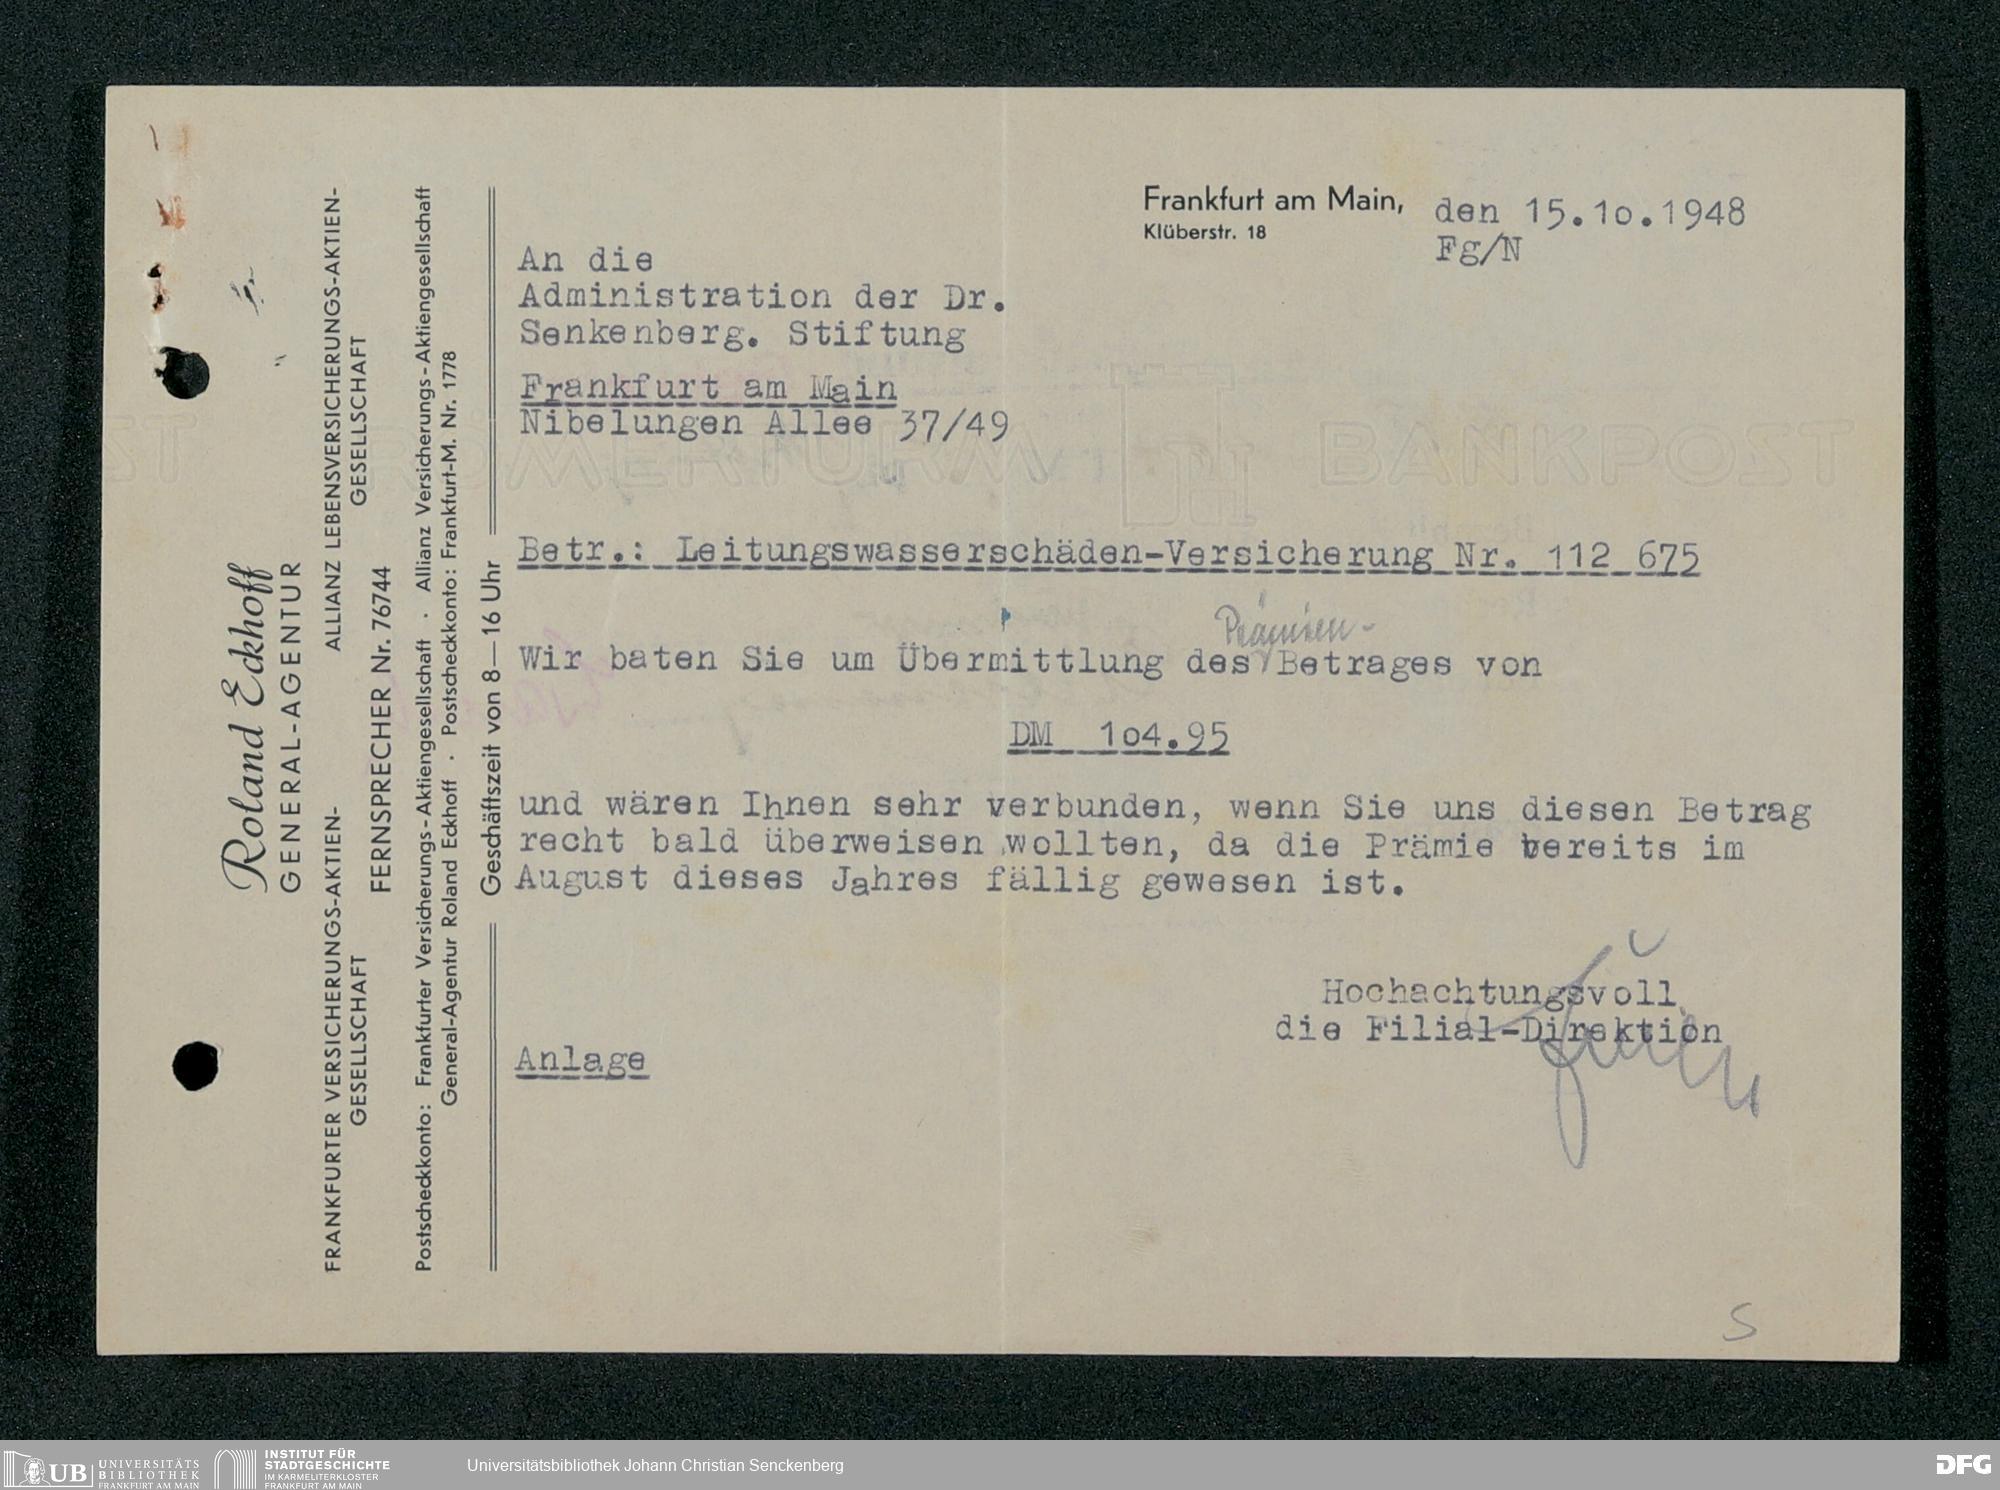 Roland Eckhoff
GENERAL-AGENTUR
FRANKFURTER VERSICHERUNGS-AKTIEN-
GESELLSCHAFT
ALLIANZ LEBENSVERSICHERUNGS-AKTIEN-
GESELLSCHAFT
FERNSPRECHER Nr. 76744
Postscheckkonto: Frankfurter Versicherungs-Aktiengesellschaft · Allianz Versicherungs-Aktiengesellschaft
General-Agentur Roland Eckhoff · Postscheckkonto: Frankfurt-M. Nr. 1778
Geschäftszeit von 8—16 Uhr
Frankfurt am Main, den 15.1o.1948
Klüberstr. 18
Fg/N
An die
Administration der Dr.
Senkenberg. Stiftung
Frankfurt am Main
Nibelungen Allee 37/49
RÖMERTURM BANKPOST
Betr.: Leitungswasserschäden-Versicherung Nr. 112 675
Prämien-
Wir baten Sie um Übermittlung des Betrages von
DM 1o4.95
und wären Ihnen sehr verbunden, wenn Sie uns diesen Betrag
recht bald überweisen wollten, da die Prämie bereits im
August dieses Jahres fällig gewesen ist.
Hochachtungsvoll
die Filial-Direktion
Anlage
S
UB UNIVERSITÄTS
BIBLIOTHEK
FRANKFURT AM MAIN
INSTITUT FÜR
STADTGESCHICHTE
IM KARMELITERKLOSTER
FRANKFURT AM MAIN
Universitätsbibliothek Johann Christian Senckenberg
DFG